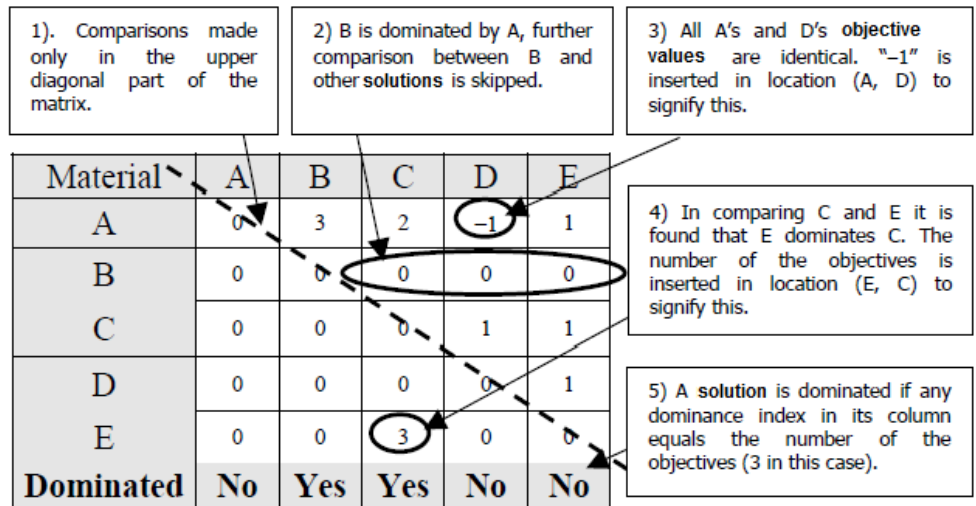 1). Comparisons made
only in the upper
diagonal part of the
matrix.
2) B is dominated by A, further
comparison between B and
other solutions is skipped.
3) All A's and D's objective
values are identical. "–1" is
inserted in location (A, D) to
signify this.
Material A B C D E
A 0 3 2 –1 1
B 0 0 0 0 0
C 0 0 0 1 1
D 0 0 0 0 1
E 0 0 3 0 0
Dominated No Yes Yes No No
4) In comparing C and E it is
found that E dominates C. The
number of the objectives is
inserted in location (E, C) to
signify this.
5) A solution is dominated if any
dominance index in its column
equals the number of the
objectives (3 in this case).